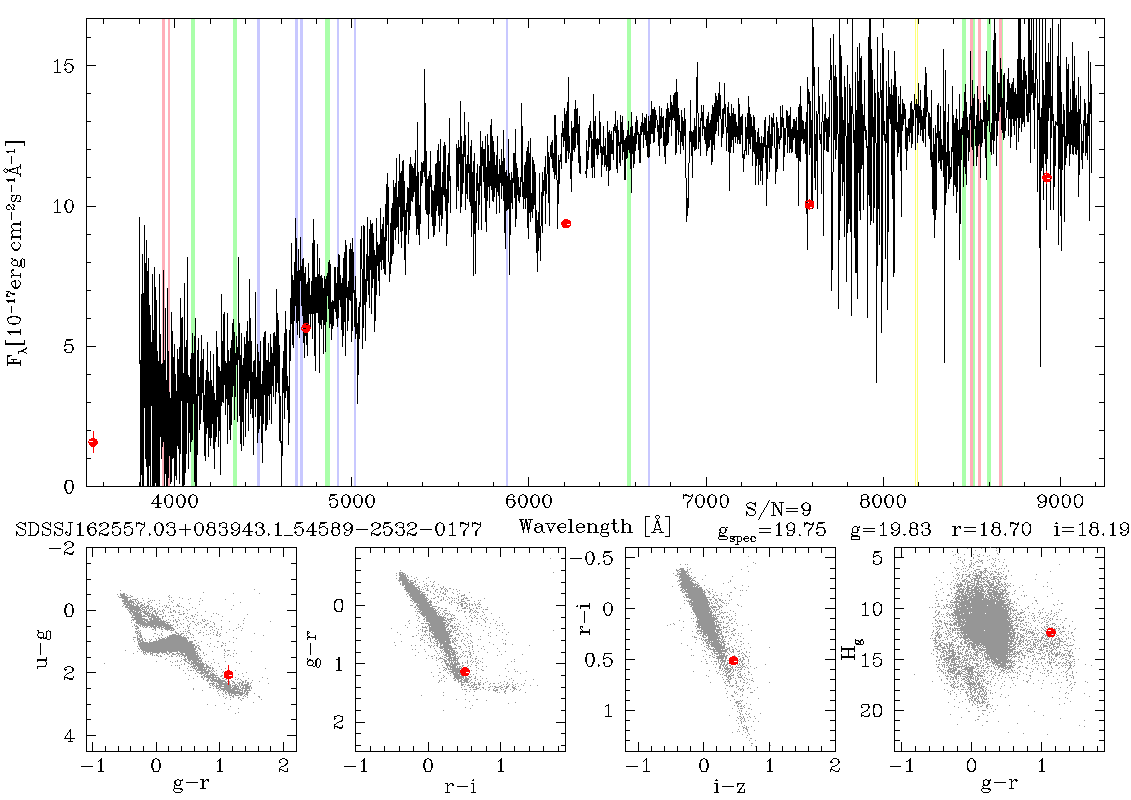 15
10
5
0
F_λ[10⁻¹⁷erg cm⁻²s⁻¹Å⁻¹]
4000 5000 6000 7000 8000 9000
S/N=9
SDSSJ162557.03+083943.1_54589-2532-0177 Wavelength [Å] g_spec=19.75 g=19.83 r=18.70 i=18.19
−2
0
2
4
u−g
−1 0 1 2
g−r
0
1
2
g−r
−1 0 1 2
r−i
−0.5
0
0.5
1
r−i
−1 0 1 2
i−z
5
10
15
20
H_g
−1 0 1
g−r